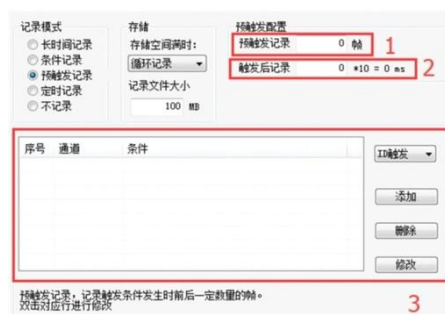 记录模式
长时间记录
条件记录
预触发记录
定时记录
不记录
存储
存储空间满时:
循环记录
记录文件大小
100 MB
预触发配置
预触发记录 0 帧 1
触发后记录 0 *10 = 0 ms 2
序号 通道 条件
ID触发
添加
删除
修改
3
预触发记录，记录触发条件发生时前后一定数量的帧。
双击对应行进行修改